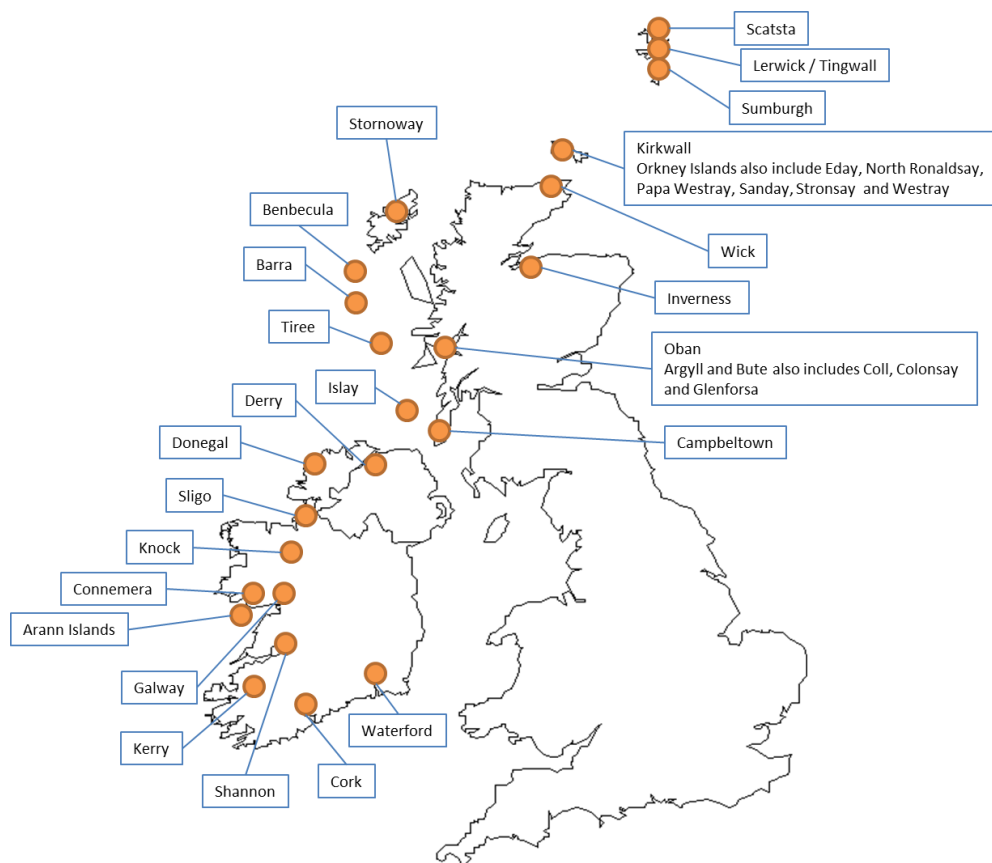 Scatsta
Lerwick / Tingwall
Sumburgh
Stornoway
Kirkwall
Orkney Islands also include Eday, North Ronaldsay,
Papa Westray, Sanday, Stronsay and Westray
Benbecula
Wick
Barra
Inverness
Tiree
Oban
Argyll and Bute also includes Coll, Colonsay
and Glenforsa
Islay
Derry
Donegal
Campbeltown
Sligo
Knock
Connemera
Arann Islands
Galway
Waterford
Kerry
Cork
Shannon